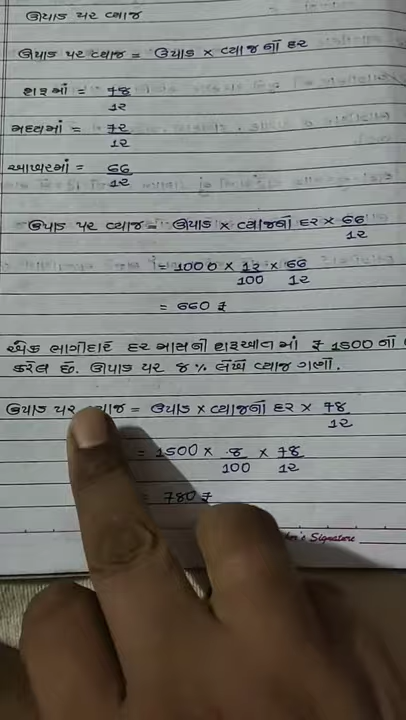 ઉપાડ પર વ્યાજ
ઉપાડ પર વ્યાજ = ઉપાડ × વ્યાજનો દર
શરૂમાં = 78/12
મધ્યમાં = 72/12
આખરમાં = 66/12
ઉપાડ પર વ્યાજ = ઉપાડ × વ્યાજનો દર × 66/12
= 1000 × 12/100 × 66/12
= 660 ₹
એક ભાગીદાર દર માસની શરૂઆત માં ₹ 1500 નો
કરેલ છે. ઉપાડ પર 8% લેખે વ્યાજ ગણો.
ઉપાડ પર વ્યાજ = ઉપાડ × વ્યાજનો દર × 78/12
= 1500 × 8/100 × 78/12
= 780 ₹
Signature